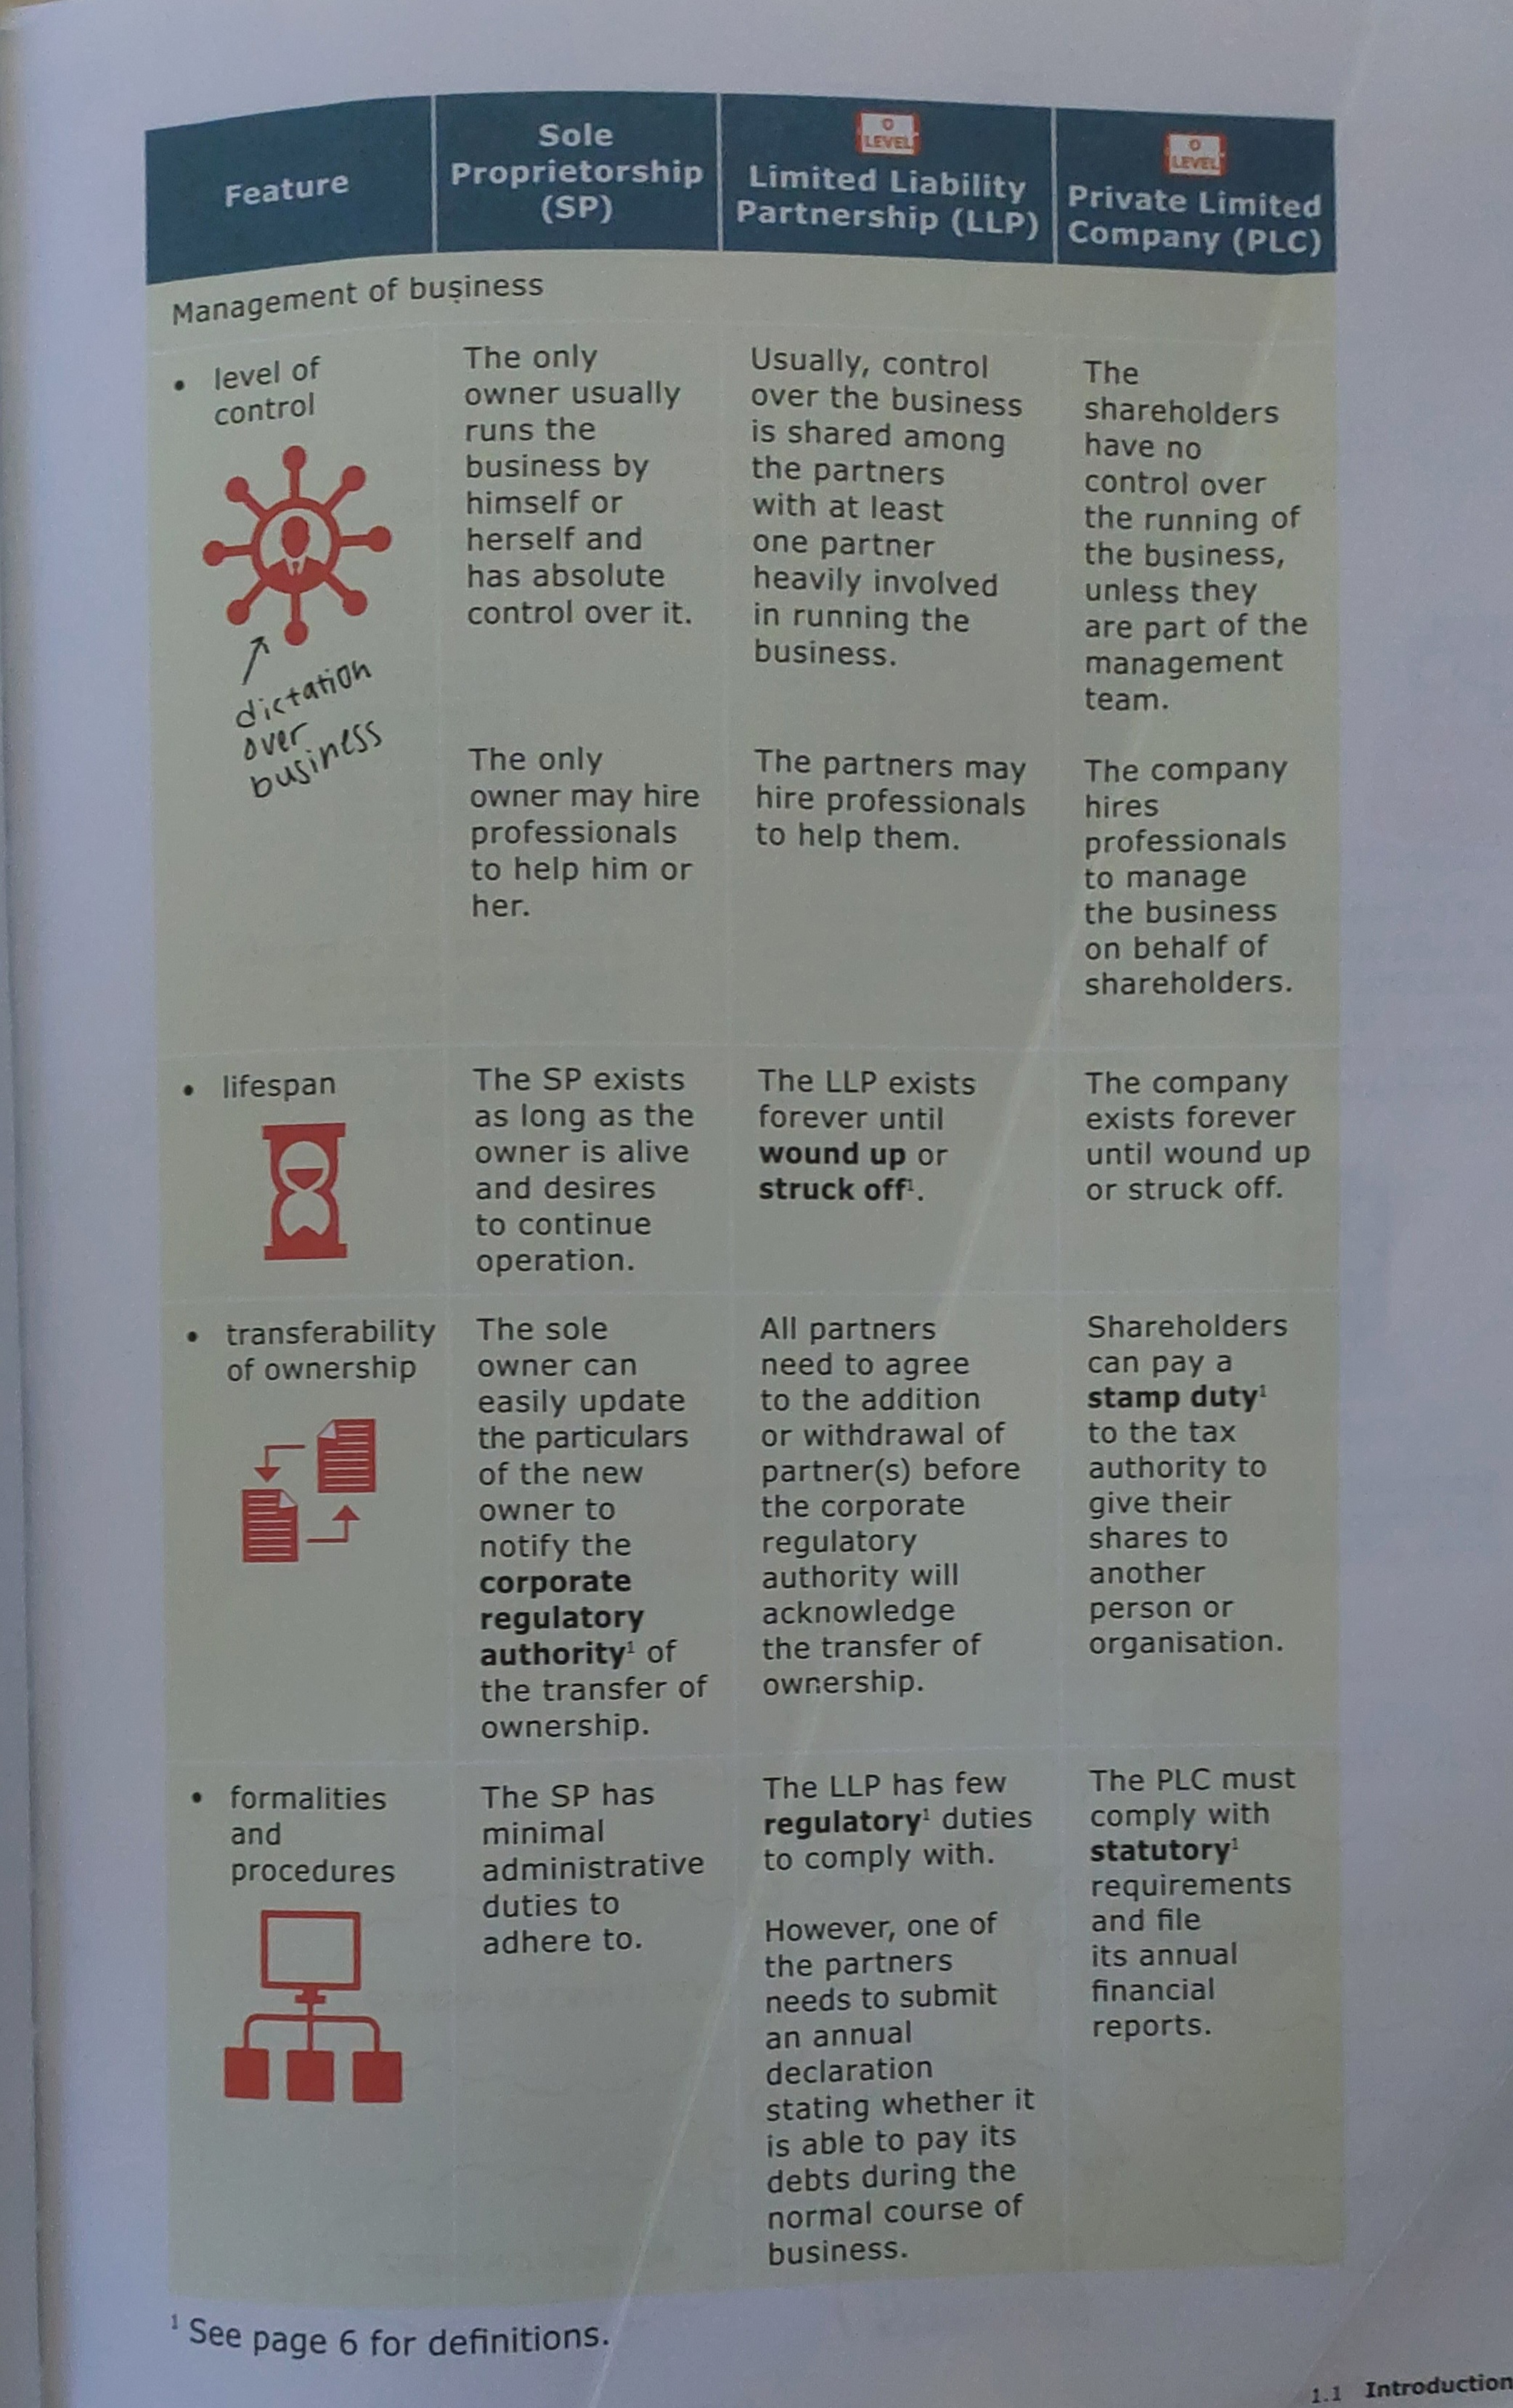 Feature
Sole
Proprietorship
(SP)
O
LEVEL
Limited Liability
Partnership (LLP)
O
LEVEL
Private Limited
Company (PLC)
Management of business
• level of
control
dictation
over
business
The only
owner usually
runs the
business by
himself or
herself and
has absolute
control over it.
The only
owner may hire
professionals
to help him or
her.
Usually, control
over the business
is shared among
the partners
with at least
one partner
heavily involved
in running the
business.
The partners may
hire professionals
to help them.
The
shareholders
have no
control over
the running of
the business,
unless they
are part of the
management
team.
The company
hires
professionals
to manage
the business
on behalf of
shareholders.
• lifespan
The SP exists
as long as the
owner is alive
and desires
to continue
operation.
The LLP exists
forever until
wound up or
struck off¹.
The company
exists forever
until wound up
or struck off.
• transferability
of ownership
The sole
owner can
easily update
the particulars
of the new
owner to
notify the
corporate
regulatory
authority¹ of
the transfer of
ownership.
All partners
need to agree
to the addition
or withdrawal of
partner(s) before
the corporate
regulatory
authority will
acknowledge
the transfer of
ownership.
Shareholders
can pay a
stamp duty¹
to the tax
authority to
give their
shares to
another
person or
organisation.
• formalities
and
procedures
The SP has
minimal
administrative
duties to
adhere to.
The LLP has few
regulatory¹ duties
to comply with.
However, one of
the partners
needs to submit
an annual
declaration
stating whether it
is able to pay its
debts during the
normal course of
business.
The PLC must
comply with
statutory¹
requirements
and file
its annual
financial
reports.
¹ See page 6 for definitions.
1.1 Introduction